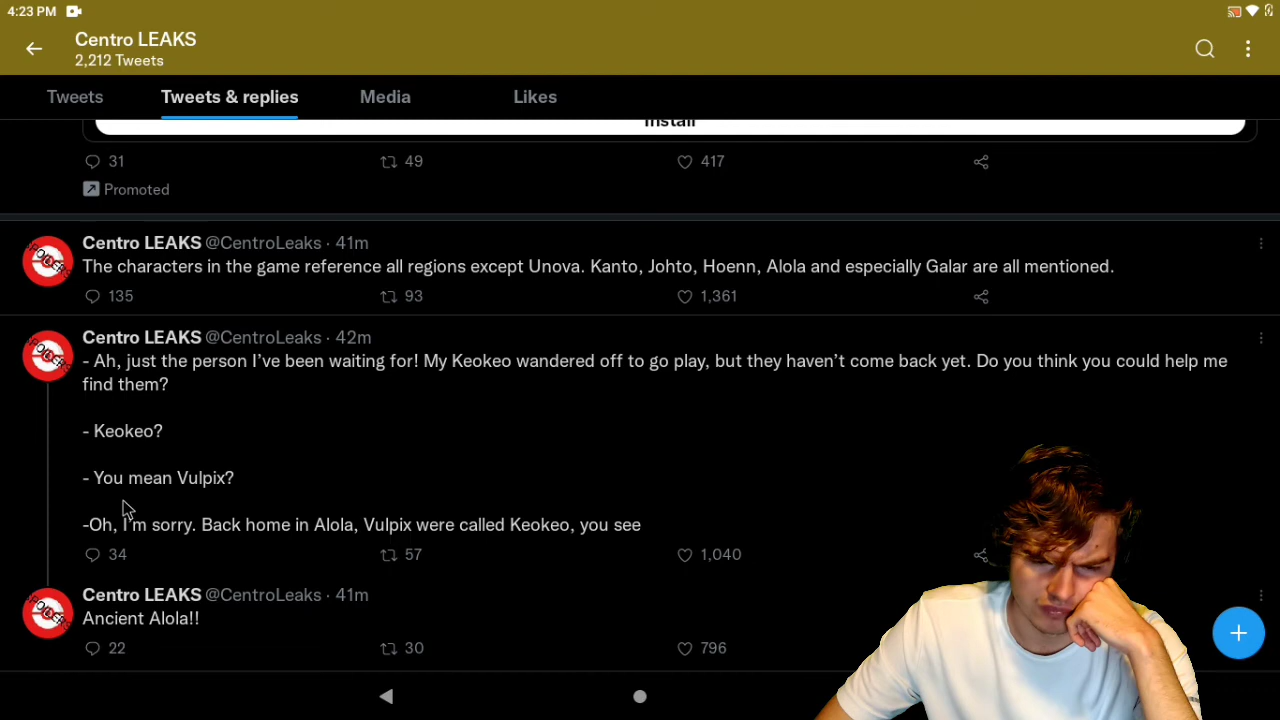 4:23 PM
Centro LEAKS
2,212 Tweets
Tweets Tweets & replies Media Likes
Install
31 49 417
Promoted
Centro LEAKS @CentroLeaks · 41m
The characters in the game reference all regions except Unova. Kanto, Johto, Hoenn, Alola and especially Galar are all mentioned.
135 93 1,361
Centro LEAKS @CentroLeaks · 42m
- Ah, just the person I’ve been waiting for! My Keokeo wandered off to go play, but they haven’t come back yet. Do you think you could help me
find them?
- Keokeo?
- You mean Vulpix?
-Oh, I’m sorry. Back home in Alola, Vulpix were called Keokeo, you see
34 57 1,040
Centro LEAKS @CentroLeaks · 41m
Ancient Alola!!
22 30 796